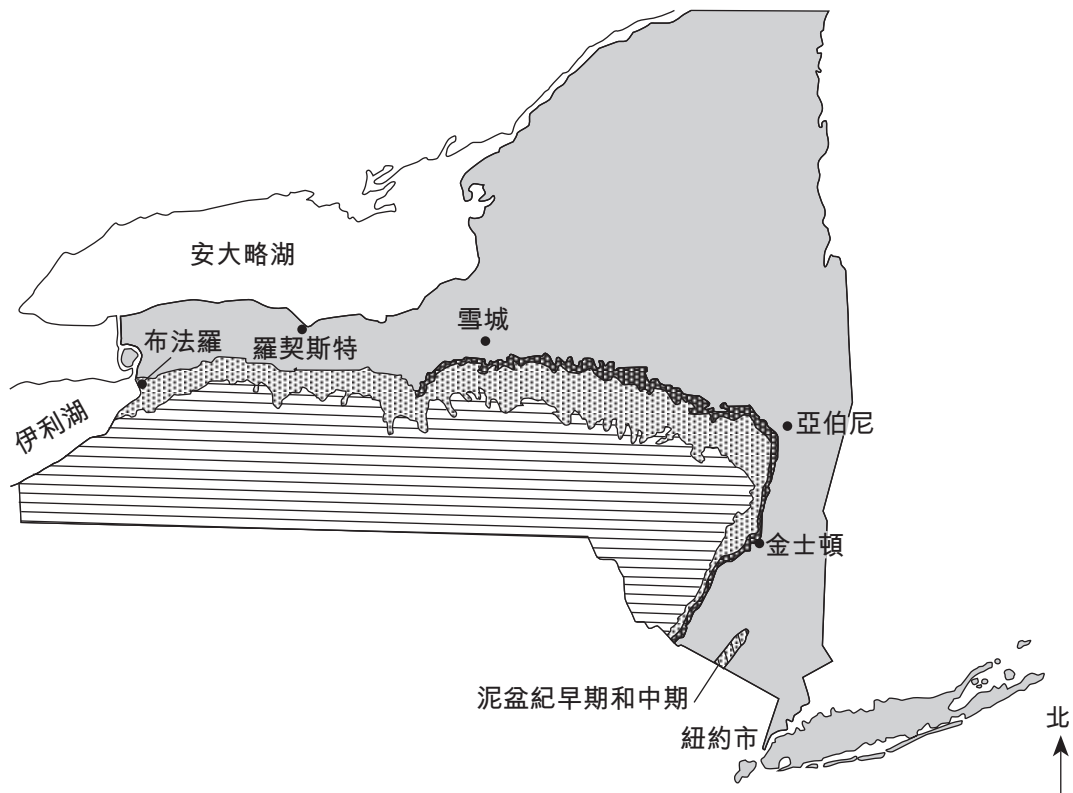 安大略湖
雪城
布法羅
羅契斯特
伊利湖
亞伯尼
金士頓
泥盆紀早期和中期
紐約市
北